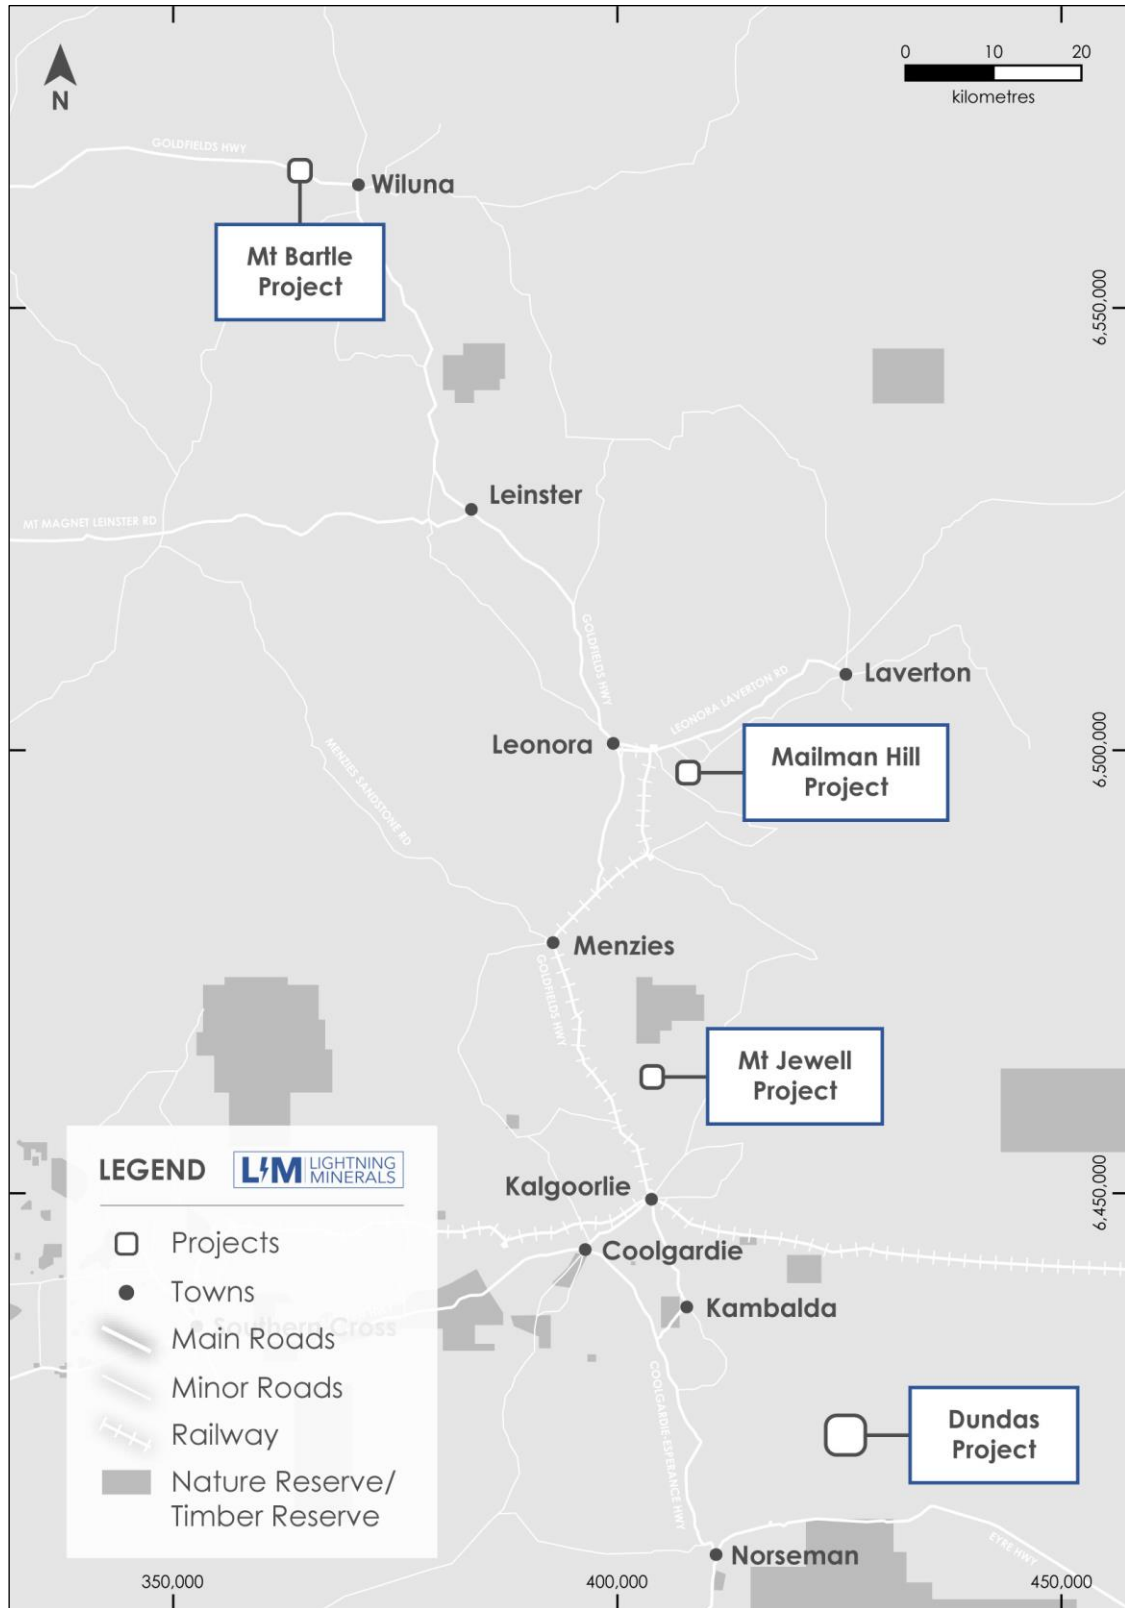 0 10 20
kilometres
N
GOLDFIELDS HWY
Wiluna
Mt Bartle
Project
6,550,000
Leinster
MT MAGNET LEINSTER RD
GOLDFIELDS HWY
Laverton
LEONORA LAVERTON RD
Leonora
6,500,000
Mailman Hill
Project
MENZIES SANDSTONE RD
Menzies
GOLDFIELDS HWY
Mt Jewell
Project
LEGEND
LM LIGHTNING
MINERALS
Kalgoorlie
6,450,000
Projects
Coolgardie
Towns
Kambalda
Southern Cross
Main Roads
Minor Roads
COOLGARDIE-ESPERANCE HWY
Railway
Dundas
Project
Nature Reserve/
Timber Reserve
EYRE HWY
Norseman
350,000 400,000 450,000